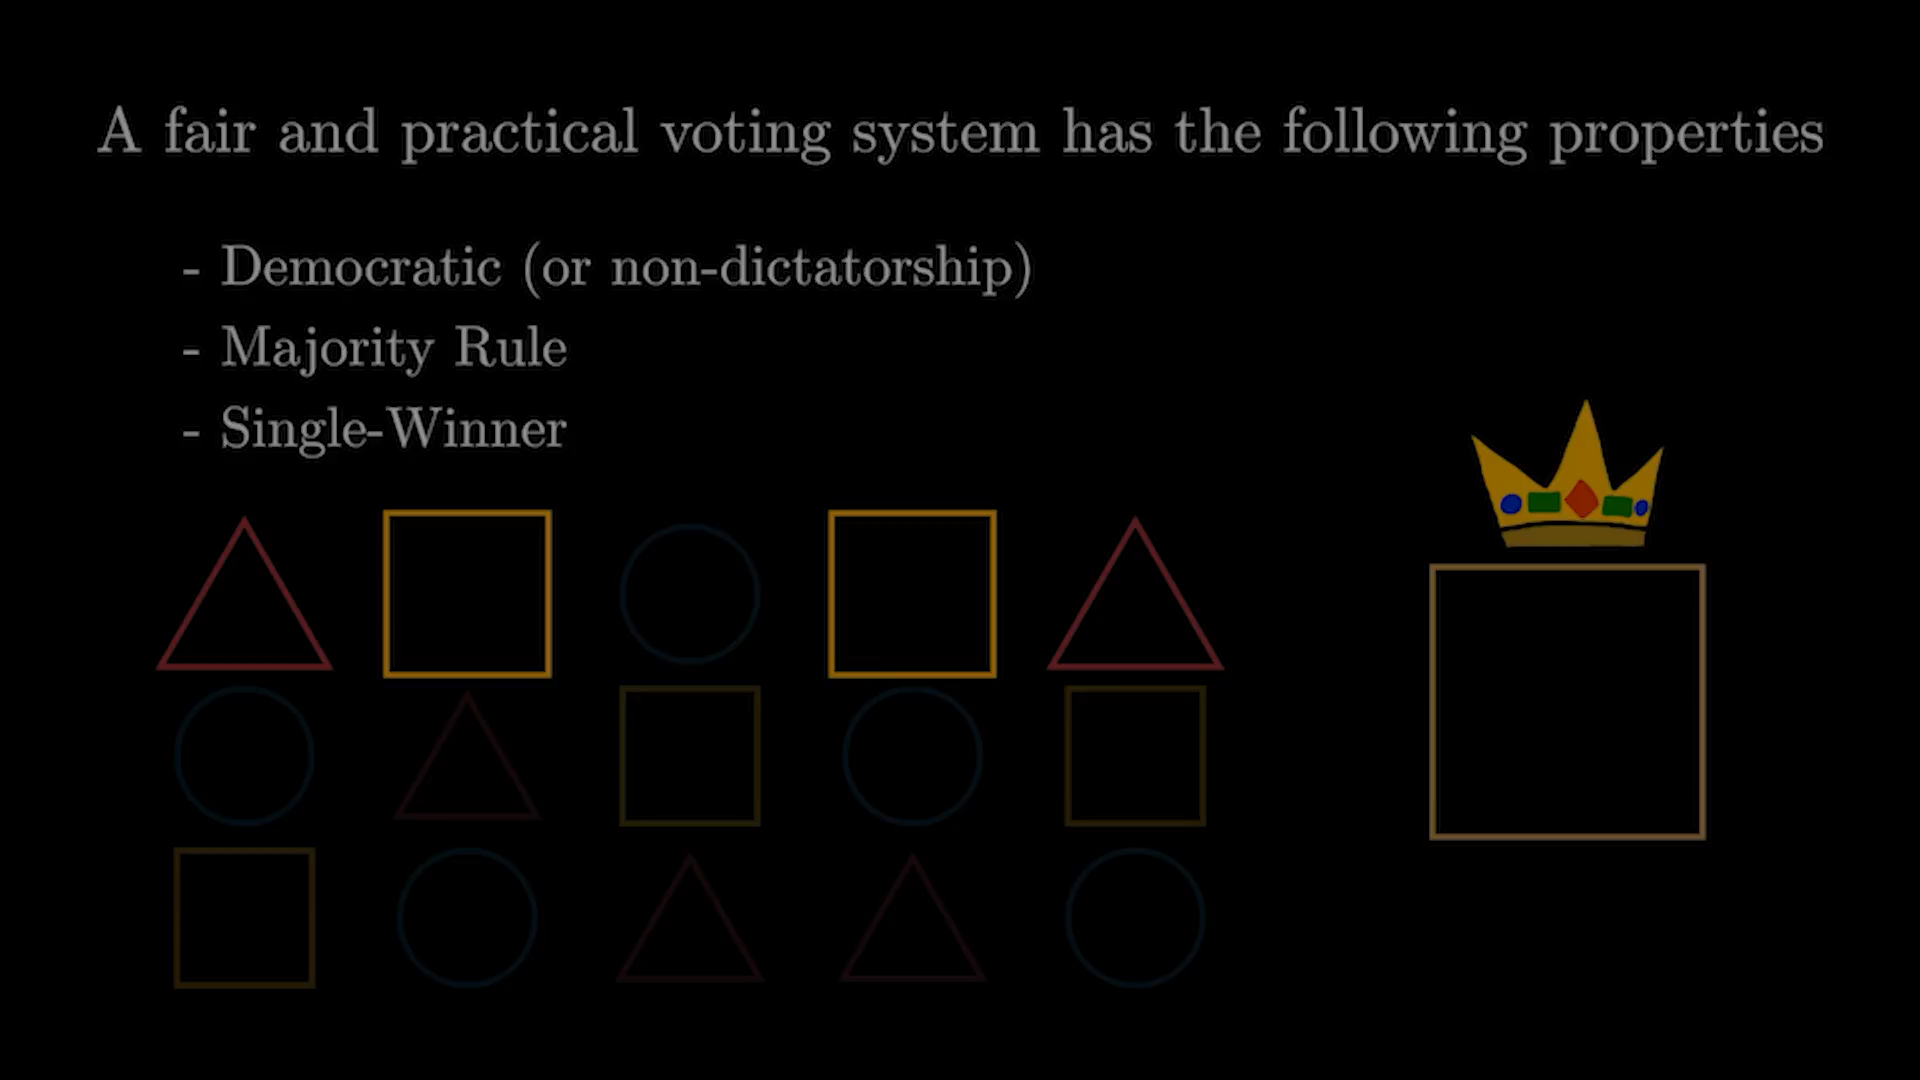 A fair and practical voting system has the following properties
- Democratic (or non-dictatorship)
- Majority Rule
- Single-Winner